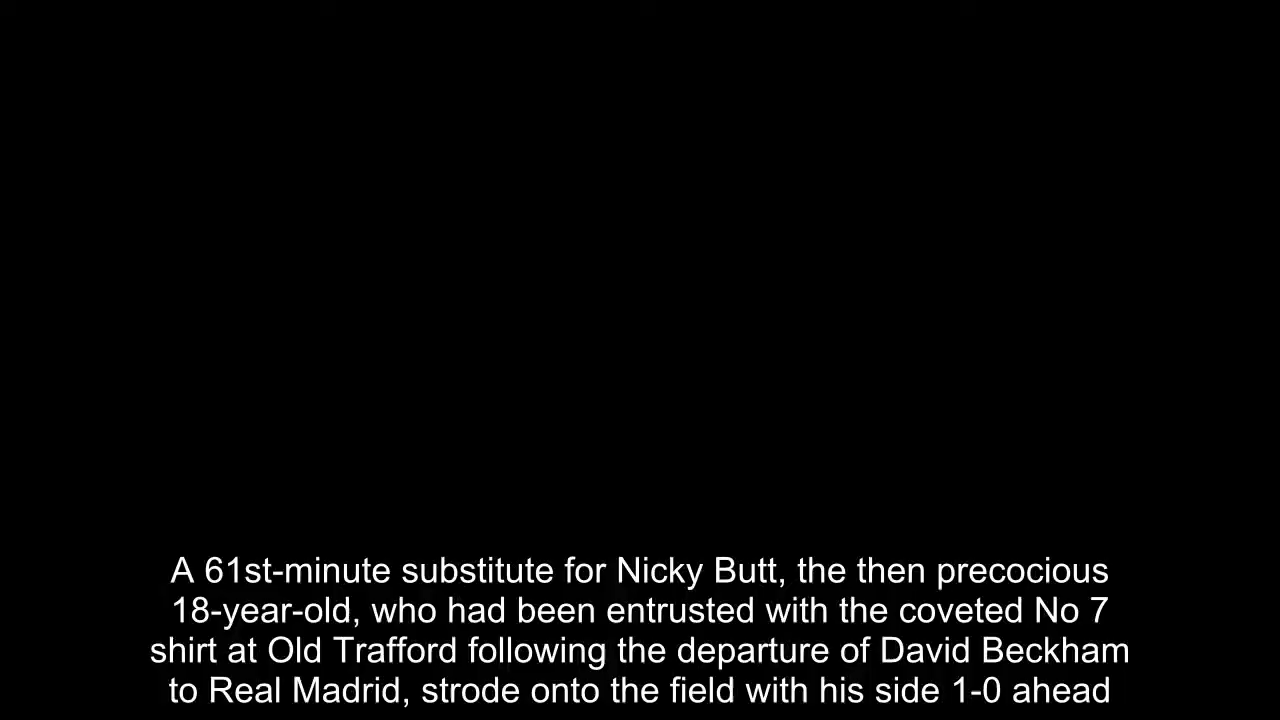 A 61st-minute substitute for Nicky Butt, the then precocious
18-year-old, who had been entrusted with the coveted No 7
shirt at Old Trafford following the departure of David Beckham
to Real Madrid, strode onto the field with his side 1-0 ahead